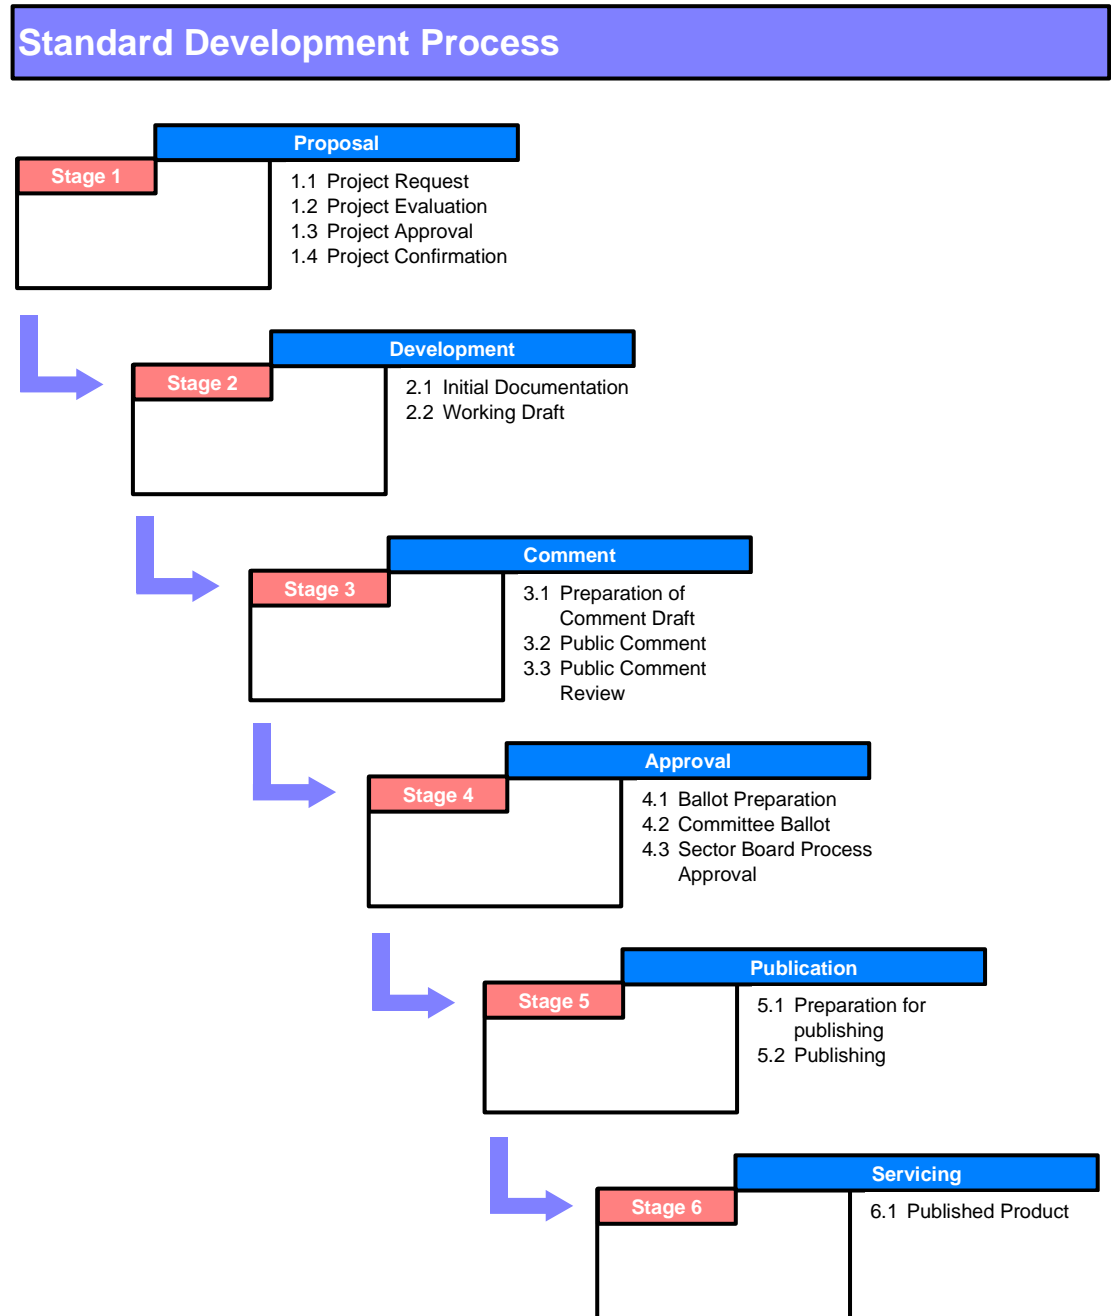 Standard Development Process
Proposal
Stage 1
1.1 Project Request
1.2 Project Evaluation
1.3 Project Approval
1.4 Project Confirmation
Development
Stage 2
2.1 Initial Documentation
2.2 Working Draft
Comment
Stage 3
3.1 Preparation of
Comment Draft
3.2 Public Comment
3.3 Public Comment
Review
Approval
Stage 4
4.1 Ballot Preparation
4.2 Committee Ballot
4.3 Sector Board Process
Approval
Publication
Stage 5
5.1 Preparation for
publishing
5.2 Publishing
Servicing
Stage 6
6.1 Published Product